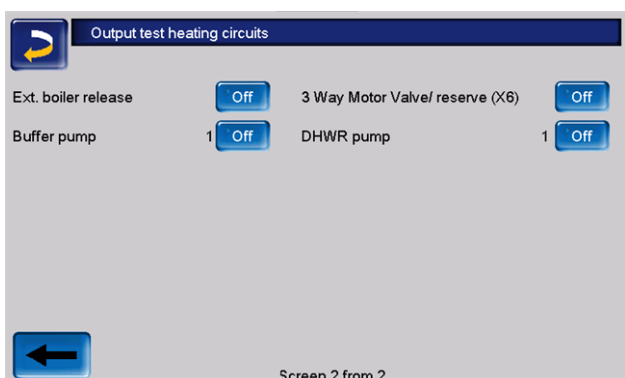 Output test heating circuits
Ext. boiler release Off 3 Way Motor Valve/ reserve (X6) Off
Buffer pump 1 Off DHWR pump 1 Off
Screen 2 from 2